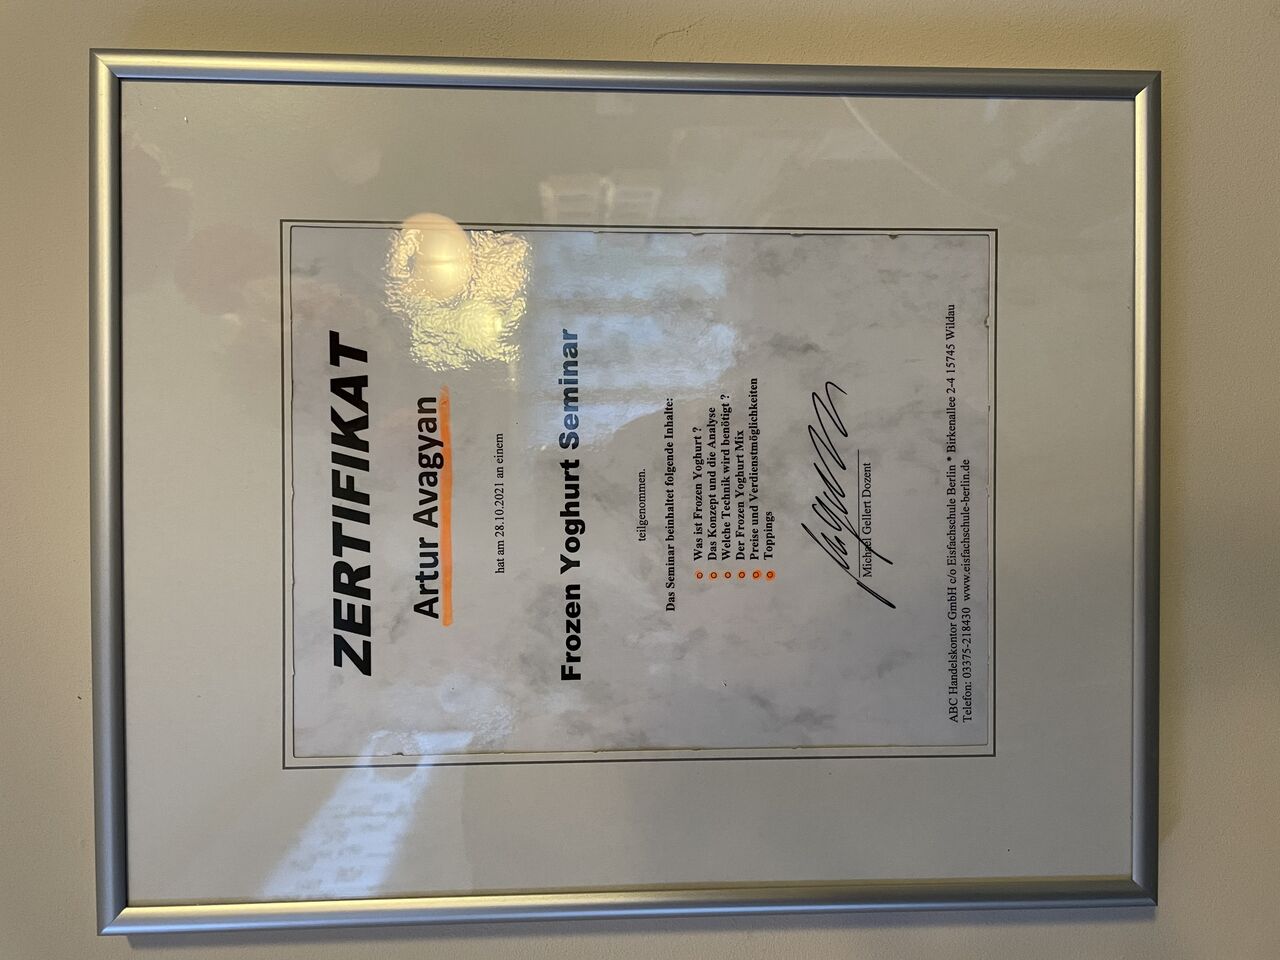 ZERTIFIKAT
Artur Avagyan
hat am 28.10.2021 an einem
Frozen Yoghurt Seminar
teilgenommen.
Das Seminar beinhaltet folgende Inhalte:
Was ist Frozen Yoghurt ?
Das Konzept und die Analyse
Welche Technik wird benötigt ?
Der Frozen Yoghurt Mix
Preise und Verdienstmöglichkeiten
Toppings
Michael Gellert Dozent
ABC Handelskontor GmbH c/o Eisfachschule Berlin * Birkenallee 2-4 15745 Wildau
Telefon: 03375-218430 www.eisfachschule-berlin.de